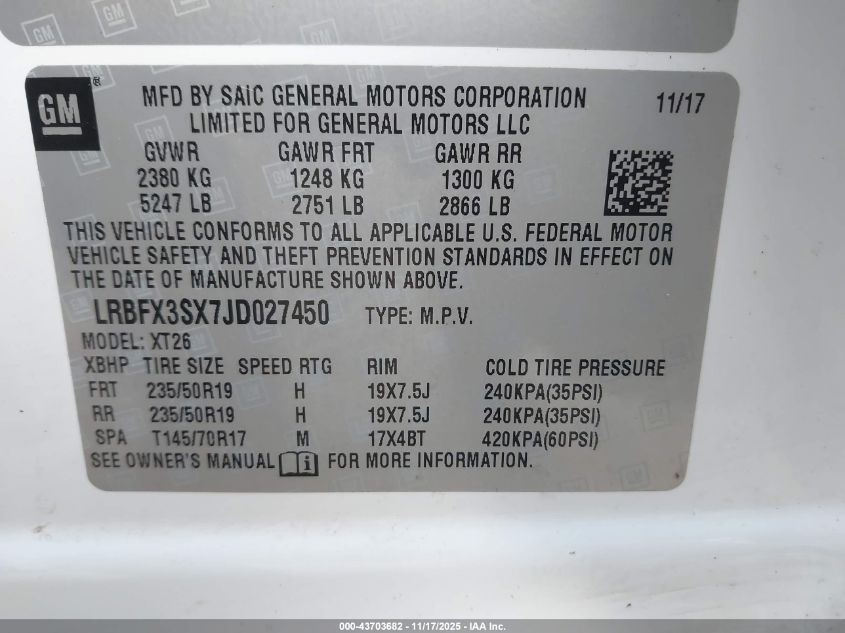 GM
®
MFD BY SAIC GENERAL MOTORS CORPORATION 11/17
LIMITED FOR GENERAL MOTORS LLC
GVWR GAWR FRT GAWR RR
2380 KG 1248 KG 1300 KG
5247 LB 2751 LB 2866 LB
THIS VEHICLE CONFORMS TO ALL APPLICABLE U.S. FEDERAL MOTOR
VEHICLE SAFETY AND THEFT PREVENTION STANDARDS IN EFFECT ON
THE DATE OF MANUFACTURE SHOWN ABOVE.
LRBFX3SX7JD027450 TYPE: M.P.V.
MODEL: XT26
XBHP TIRE SIZE SPEED RTG RIM COLD TIRE PRESSURE
FRT 235/50R19 H 19X7.5J 240KPA(35PSI)
RR 235/50R19 H 19X7.5J 240KPA(35PSI)
SPA T145/70R17 M 17X4BT 420KPA(60PSI)
SEE OWNER'S MANUAL i FOR MORE INFORMATION.
000-43703682 - 11/17/2025 - IAA Inc.